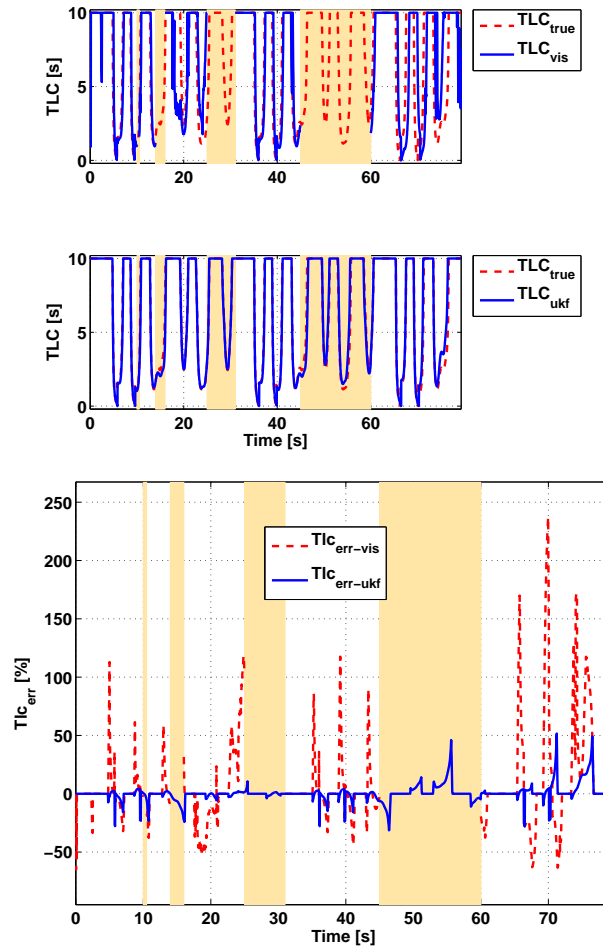 10
5
0
TLC [s]
0 20 40 60
TLC_true
TLC_vis
10
5
0
TLC [s]
0 20 40 60
Time [s]
TLC_true
TLC_ukf
250
200
150
100
50
0
−50
Tlc_err [%]
Tlc_err−vis
Tlc_err−ukf
0 10 20 30 40 50 60 70
Time [s]